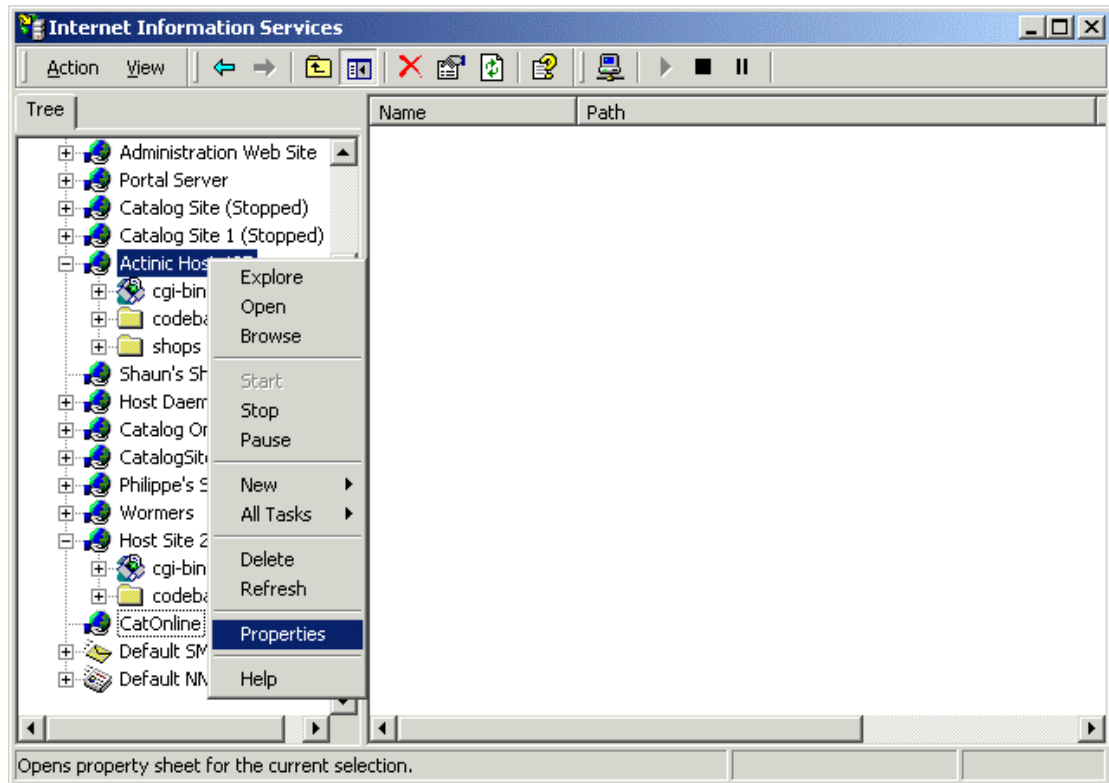 Internet Information Services
Action View
Tree
Name Path
Administration Web Site
Portal Server
Catalog Site (Stopped)
Catalog Site 1 (Stopped)
Actinic Host
cgi-bin
codeba
shops
Shaun's Sh
Host Daem
Catalog Or
CatalogSite
Philippe's S
Wormers
Host Site 2
cgi-bin
codeba
CatOnline
Default SM
Default NN
Explore
Open
Browse
Start
Stop
Pause
New
All Tasks
Delete
Refresh
Properties
Help
Opens property sheet for the current selection.